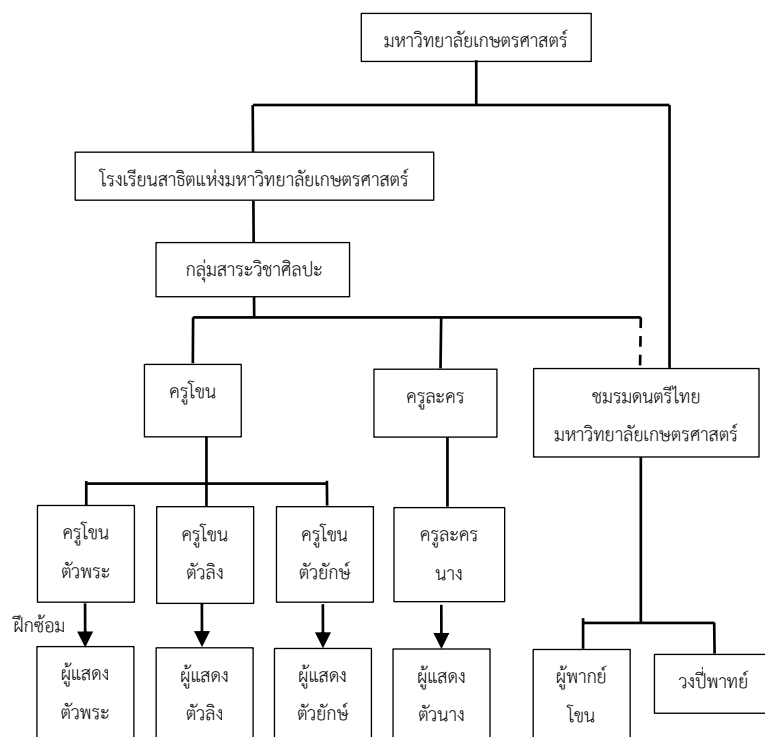 มหาวิทยาลัยเกษตรศาสตร์
โรงเรียนสาธิตแห่งมหาวิทยาลัยเกษตรศาสตร์
กลุ่มสาระวิชาศิลปะ
ครูโขน
ครูละคร
ชมรมดนตรีไทย
มหาวิทยาลัยเกษตรศาสตร์
ครูโขน
ตัวพระ
ครูโขน
ตัวลิง
ครูโขน
ตัวยักษ์
ครูละคร
นาง
ฝึกซ้อม
ผู้แสดง
ตัวพระ
ผู้แสดง
ตัวลิง
ผู้แสดง
ตัวยักษ์
ผู้แสดง
ตัวนาง
ผู้พากย์
โขน
วงปี่พาทย์